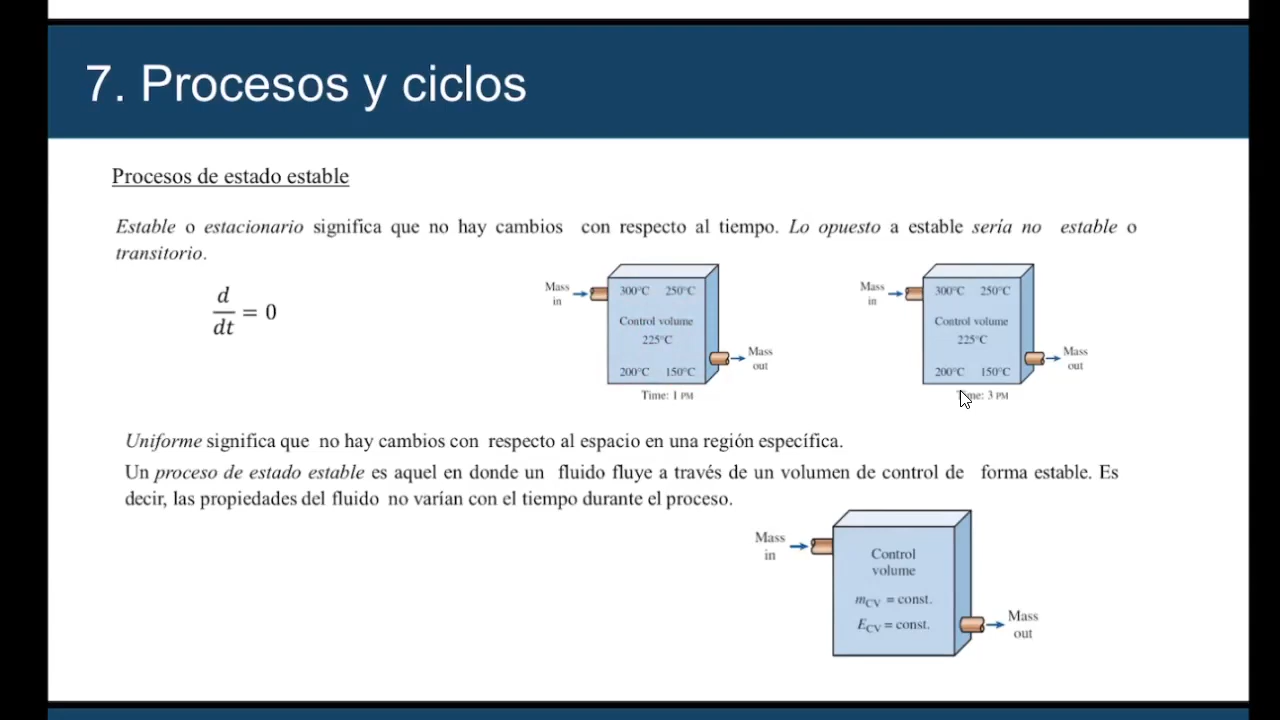 7. Procesos y ciclos
Procesos de estado estable
Estable o estacionario significa que no hay cambios con respecto al tiempo. Lo opuesto a estable sería no estable o
transitorio.
d
dt
= 0
Mass
in
300°C 250°C
Control volume
225°C
200°C 150°C
Mass
out
Time: 1 PM
Mass
in
300°C 250°C
Control volume
225°C
200°C 150°C
Mass
out
Time: 3 PM
Uniforme significa que no hay cambios con respecto al espacio en una región específica.
Un proceso de estado estable es aquel en donde un fluido fluye a través de un volumen de control de forma estable. Es
decir, las propiedades del fluido no varían con el tiempo durante el proceso.
Mass
in
Control
volume
mCV = const.
ECV = const.
Mass
out